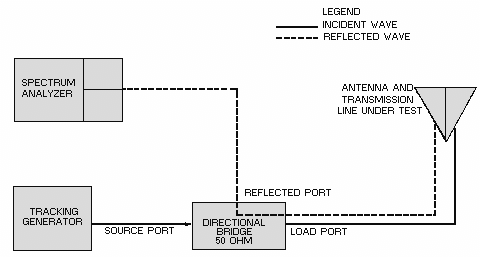 LEGEND
INCIDENT WAVE
REFLECTED WAVE
SPECTRUM
ANALYZER
ANTENNA AND
TRANSMISSION
LINE UNDER TEST
REFLECTED PORT
TRACKING
GENERATOR
SOURCE PORT
DIRECTIONAL
BRIDGE
50 OHM
LOAD PORT